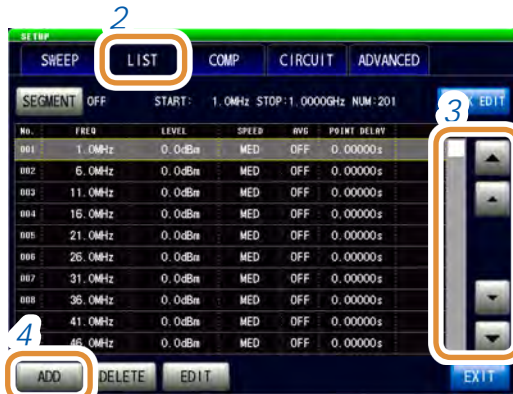 2
SETUP
SWEEP LIST COMP CIRCUIT ADVANCED
SEGMENT OFF START: 1.0MHz STOP:1.0000GHz NUM:201 EDIT
3
No. FREQ LEVEL SPEED AVG POINT DELAY
001 1.0MHz 0.0dBm MED OFF 0.00000s
002 6.0MHz 0.0dBm MED OFF 0.00000s
003 11.0MHz 0.0dBm MED OFF 0.00000s
004 16.0MHz 0.0dBm MED OFF 0.00000s
005 21.0MHz 0.0dBm MED OFF 0.00000s
006 26.0MHz 0.0dBm MED OFF 0.00000s
007 31.0MHz 0.0dBm MED OFF 0.00000s
008 36.0MHz 0.0dBm MED OFF 0.00000s
41.0MHz 0.0dBm MED OFF 0.00000s
4
46.0MHz 0.0dBm MED OFF 0.00000s
ADD DELETE EDIT EXIT